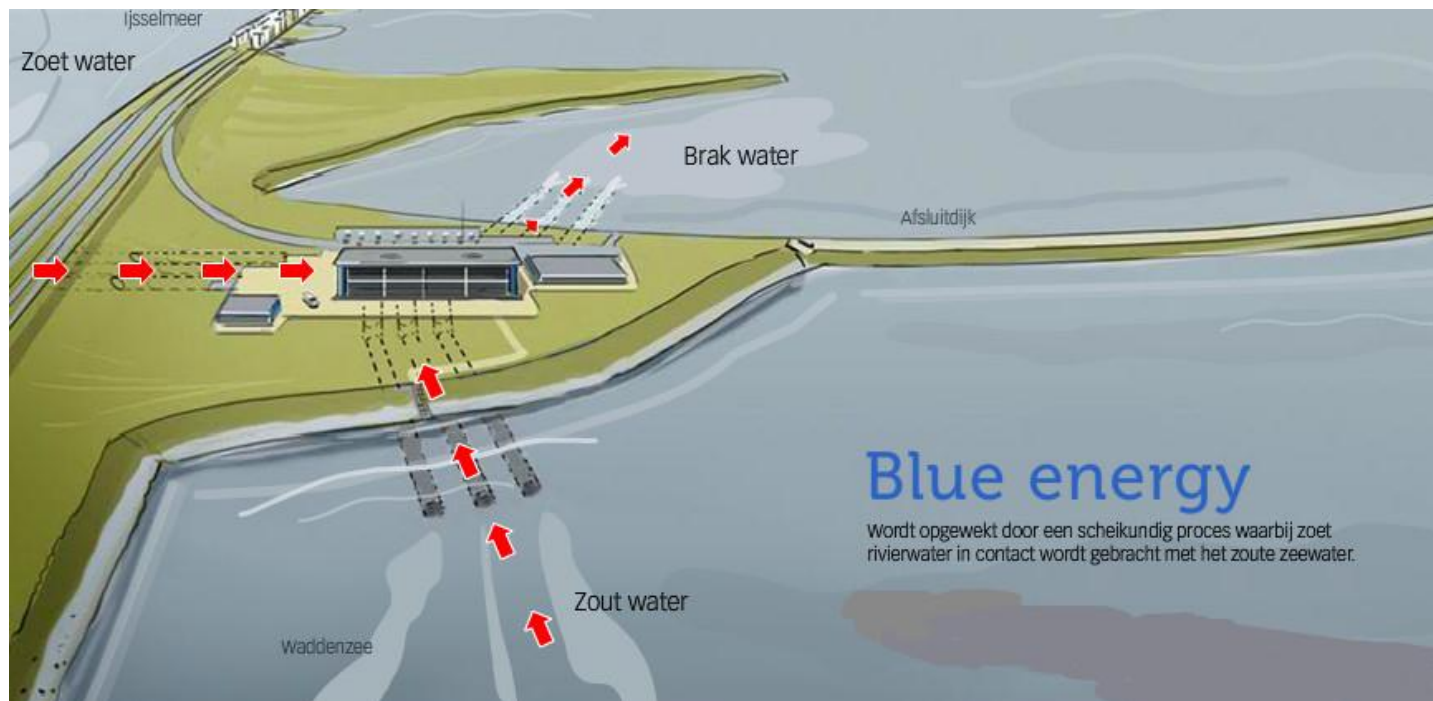 Ijsselmeer
Zoet water
Brak water
Afsluitdijk
Blue energy
Wordt opgewekt door een scheikundig proces waarbij zoet
rivierwater in contact wordt gebracht met het zoute zeewater.
Zout water
Waddenzee